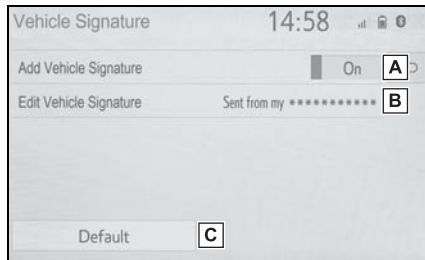 Vehicle Signature 14:58
Add Vehicle Signature On A
Edit Vehicle Signature Sent from my *********** B
Default C